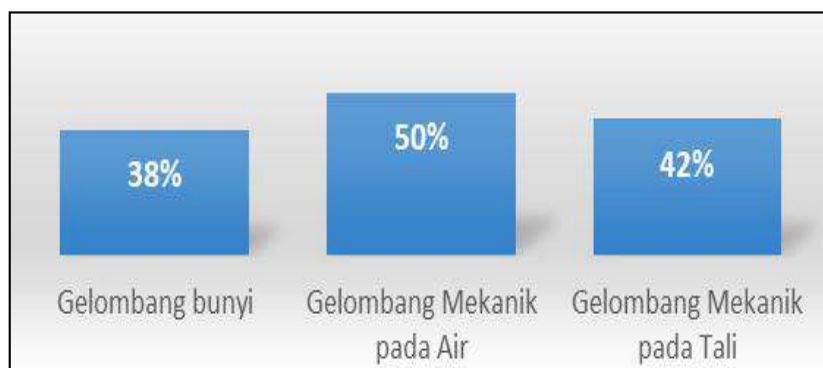 38%
50%
42%
Gelombang bunyi
Gelombang Mekanik
pada Air
Gelombang Mekanik
pada Tali